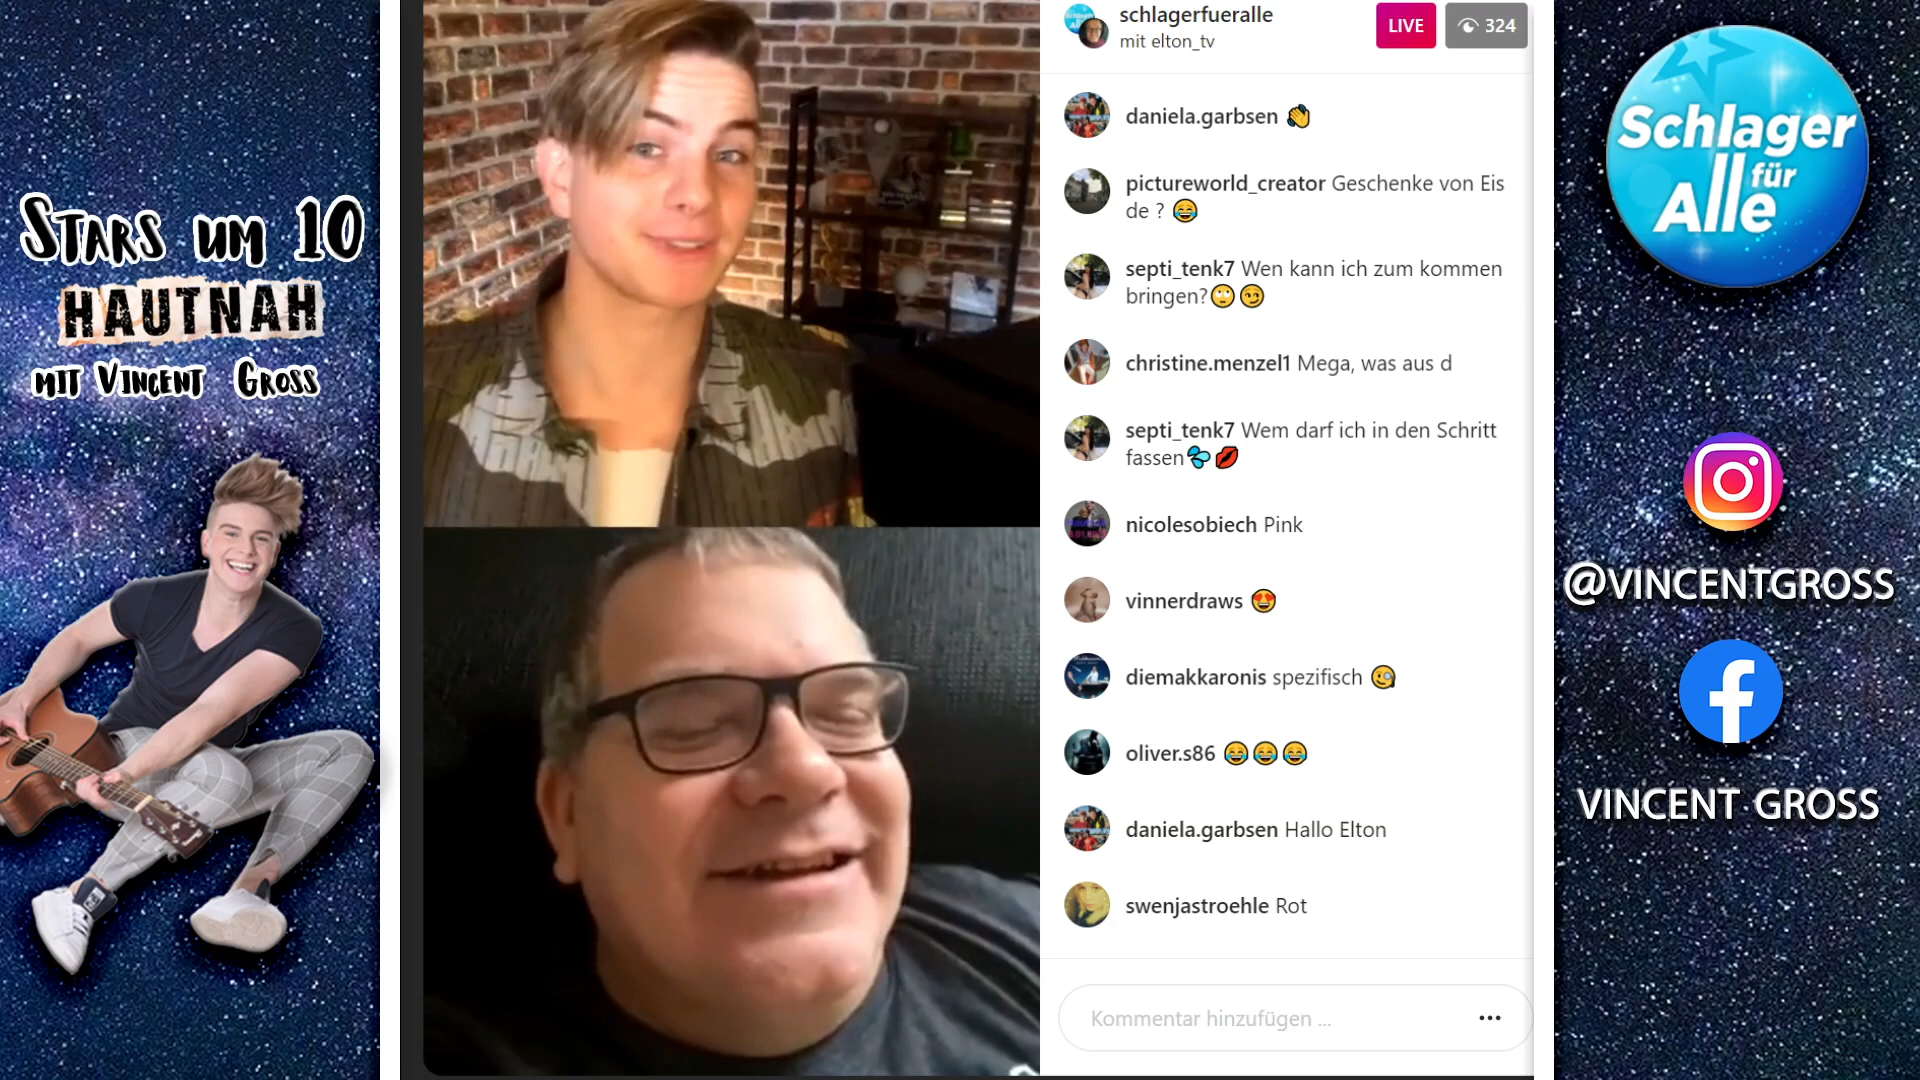 STARS UM 10
HAUTNAH
MIT VINCENT GROSS
schlagerfueralle
mit elton_tv
LIVE
324
daniela.garbsen 👏
pictureworld_creator Geschenke von Eis
de ? 😂
septi_tenk7 Wen kann ich zum kommen
bringen?🙄😏
christine.menzel1 Mega, was aus d
septi_tenk7 Wem darf ich in den Schritt
fassen💦💋
nicolesobiech Pink
vinnerdraws 😍
diemakkaronis spezifisch 🧐
oliver.s86 😂😂😂
daniela.garbsen Hallo Elton
swenjastroehle Rot
Kommentar hinzufügen ...
Schlager
für
Alle
@VINCENTGROSS
VINCENT GROSS